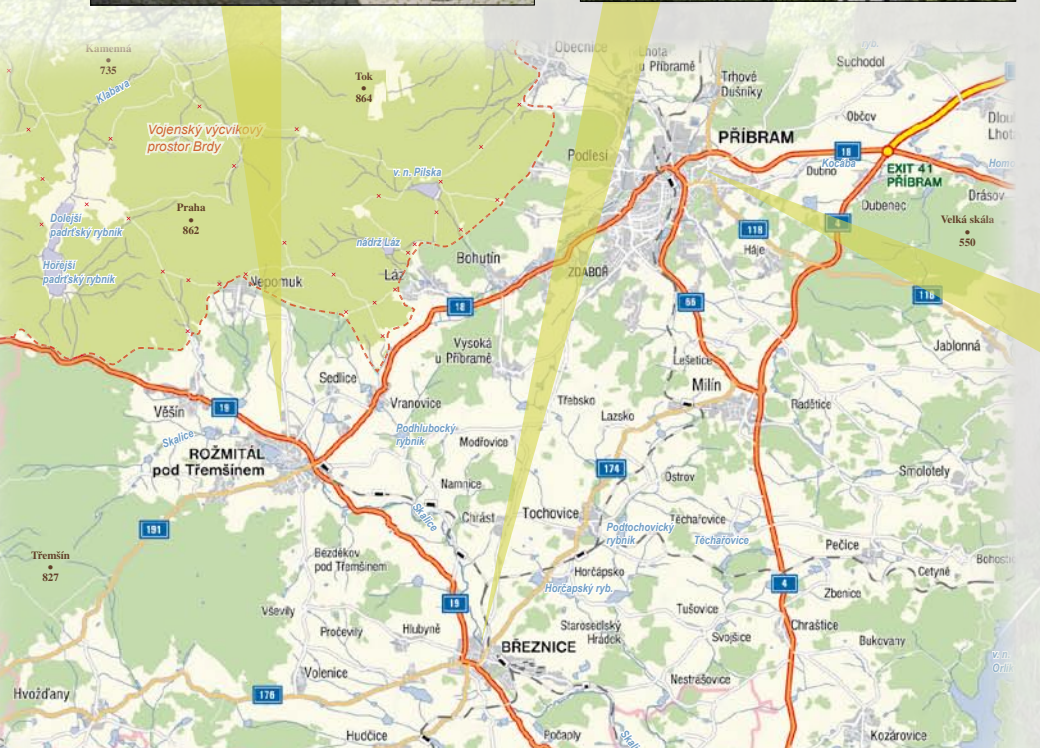 Kamenná
735
Klabava
Tok
864
Vojenský výcvikový
prostor Brdy
v. n. Pilska
Praha
862
Dolejší
padrťský rybník
Hořejší
padrťský rybník
nádrž Láz
Láz
Nepomuk
Obecnice
Lhota
u Příbramě
ryb.
Suchodol
Trhové
Dušníky
Občov
PŘÍBRAM
18
Kocába
Dubno
EXIT 41
PŘÍBRAM
Drásov
Dubenec
4
Velká skála
550
118
Háje
118
Jablonná
Podlesí
Bohutín
ZDABOŘ
18
66
Vysoká
u Příbramě
Lešetice
Milín
Radětice
Sedlice
Vranovice
Třebsko
Lazsko
19
Věšín
Skalice
Podhlubocký
rybník
Modřovice
ROŽMITÁL
pod Třemšínem
174
Ostrov
Smolotely
Namnice
Skalice
Chrást
Tochovice
Podtochovický
rybník
Těchařovice
Těchařovice
Pečice
191
Třemšín
827
Bezděkov
pod Třemšínem
Horčápsko
Horčapský ryb.
4
Cetyně
Zbenice
Vševily
19
Tušovice
Chraštice
Pročevily
Hlubyně
Starosedlský
Hrádek
Svojšice
Bukovany
BŘEZNICE
Volenice
Nestrašovice
Hvožďany
176
Hudčice
Počaply
Kozárovice